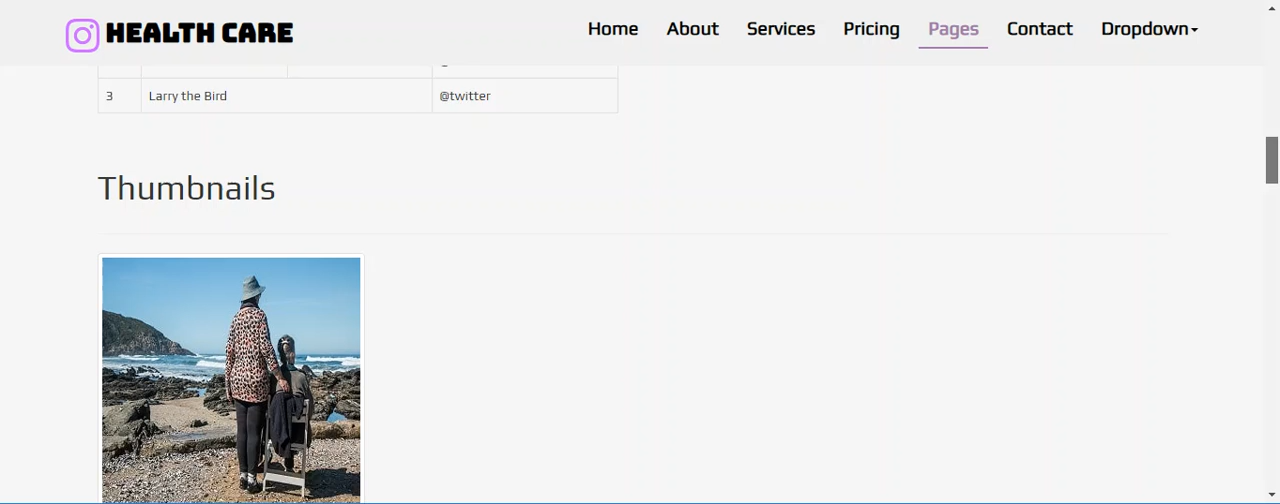 HEALTH CARE
Home About Services Pricing Pages Contact Dropdown
3 Larry the Bird @twitter
Thumbnails